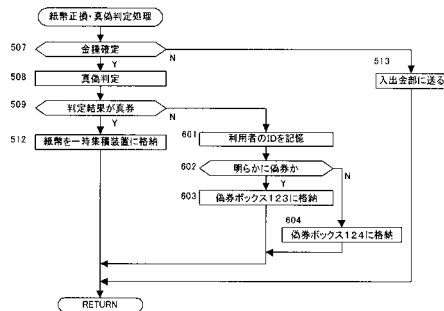 紙幣正損・真偽判定処理
507
金種確定
N
513
Y
508
真偽判定
入出金部に送る
509
判定結果が真券
N
Y
601
512
紙幣を一時集積装置に格納
利用者のIDを記憶
602
明らかに偽券か
N
Y
603
偽券ボックス123に格納
604
偽券ボックス124に格納
RETURN